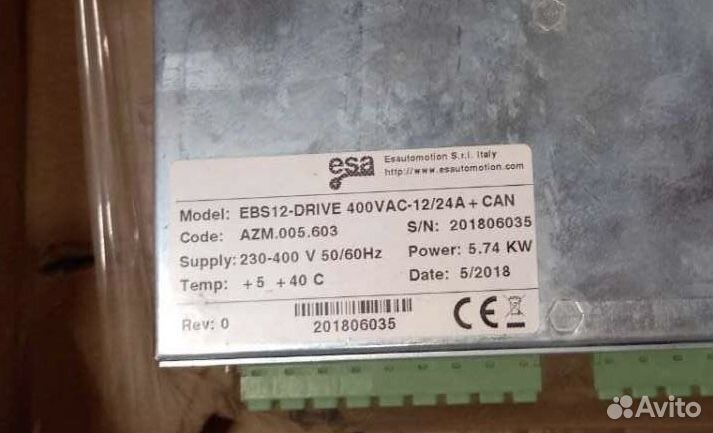 esa
Esautomotion S.r.l. Italy
http://www.esautomotion.com
Model: EBS12-DRIVE 400VAC-12/24A + CAN
Code: AZM.005.603 S/N: 201806035
Supply: 230-400 V 50/60Hz Power: 5.74 KW
Temp: +5 +40 C Date: 5/2018
Rev: 0 201806035 CE
Avito